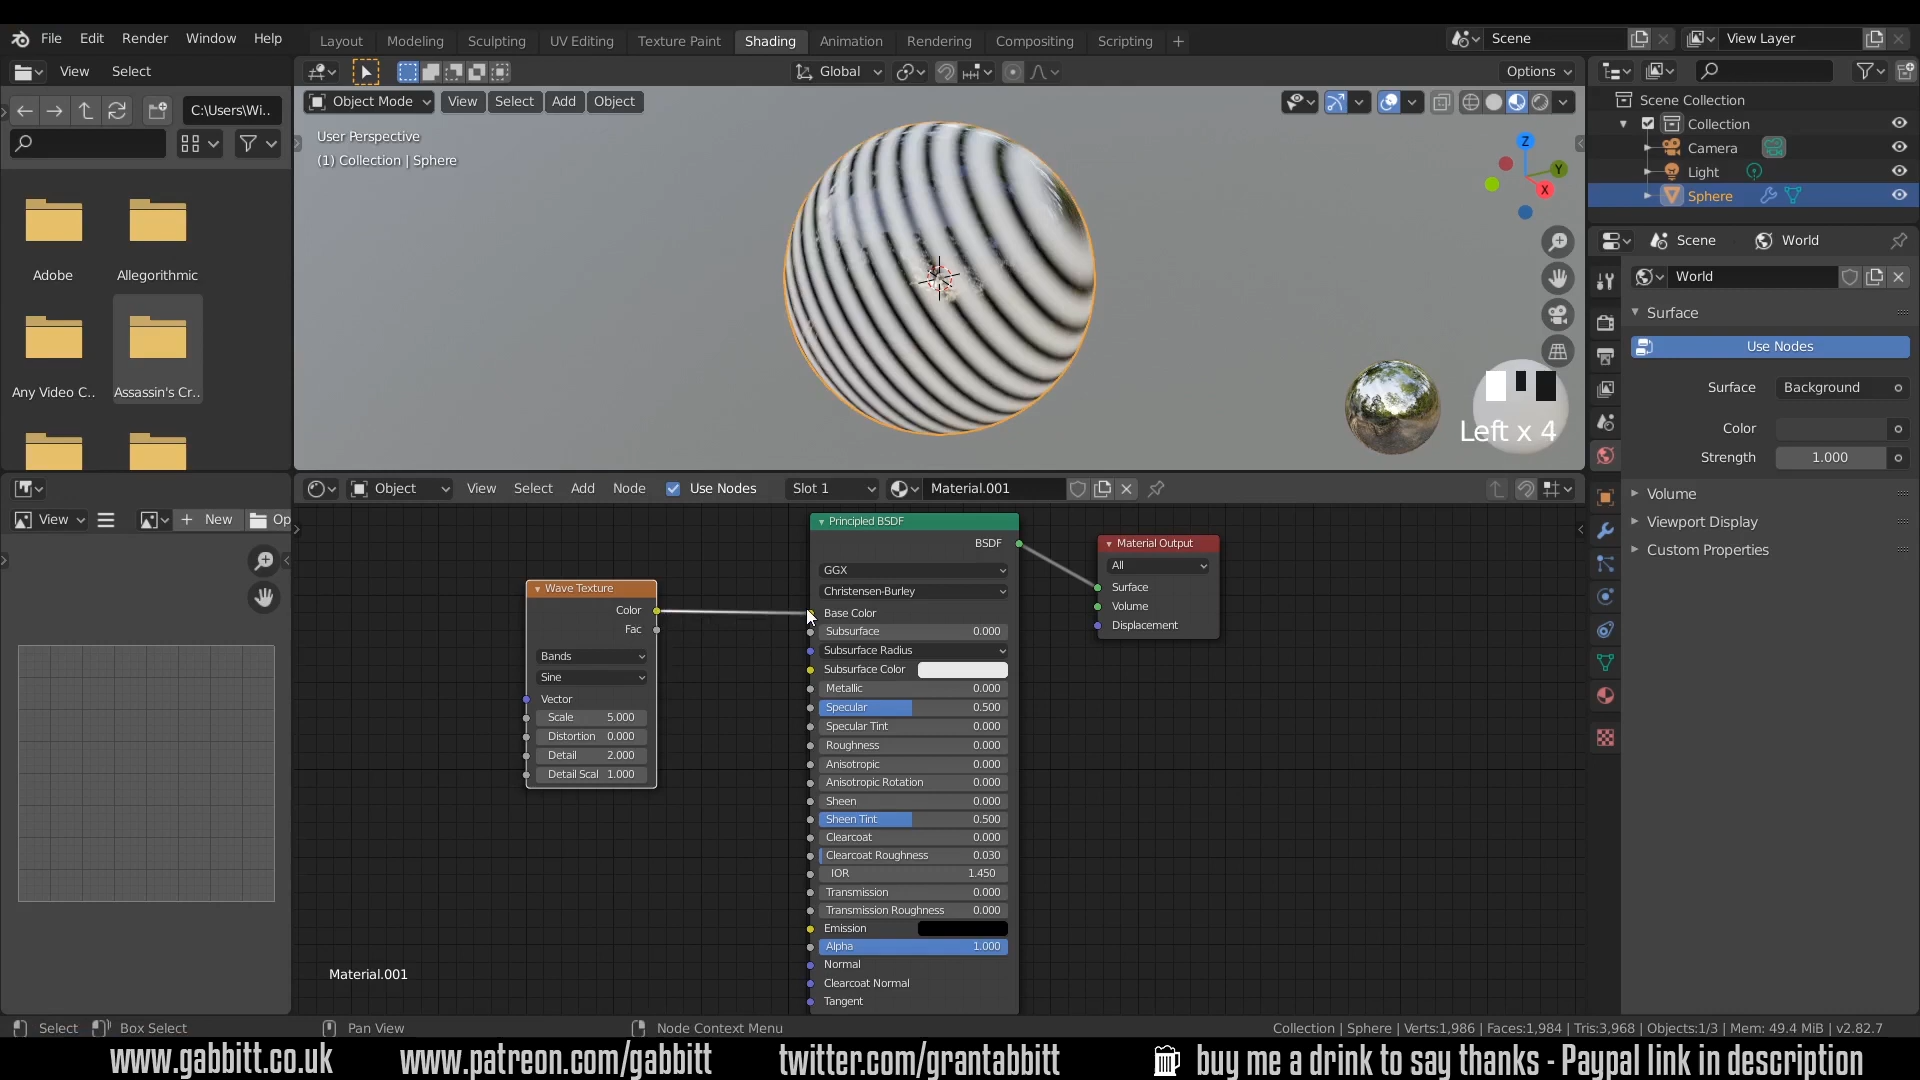 File Edit Render Window Help
Layout Modeling Sculpting UV Editing Texture Paint Shading Animation Rendering Compositing Scripting +
Scene
View Layer
View Select
Global
Options
C:\Users\Wi..
Object Mode View Select Add Object
User Perspective
(1) Collection | Sphere
Z
Y
X
Left x 4
Adobe
Allegorithmic
Any Video C..
Assassin's Cr..
Scene Collection
Collection
Camera
Light
Sphere
Scene World
World
Surface
Use Nodes
Surface Background
Color
Strength 1.000
Volume
Viewport Display
Custom Properties
View
New
Op
Object View Select Add Node Use Nodes Slot 1 Material.001
Wave Texture
Color
Fac
Bands
Sine
Vector
Scale 5.000
Distortion 0.000
Detail 2.000
Detail Scal 1.000
Principled BSDF
BSDF
GGX
Christensen-Burley
Base Color
Subsurface 0.000
Subsurface Radius
Subsurface Color
Metallic 0.000
Specular 0.500
Specular Tint 0.000
Roughness 0.000
Anisotropic 0.000
Anisotropic Rotation 0.000
Sheen 0.000
Sheen Tint 0.500
Clearcoat 0.000
Clearcoat Roughness 0.030
IOR 1.450
Transmission 0.000
Transmission Roughness 0.000
Emission
Alpha 1.000
Normal
Clearcoat Normal
Tangent
Material Output
All
Surface
Volume
Displacement
Material.001
Select Box Select Pan View Node Context Menu
Collection | Sphere | Verts:1,986 | Faces:1,984 | Tris:3,968 | Objects:1/3 | Mem: 49.4 MiB | v2.82.7
www.gabbitt.co.uk www.patreon.com/gabbitt twitter.com/grantabbitt buy me a drink to say thanks - Paypal link in description